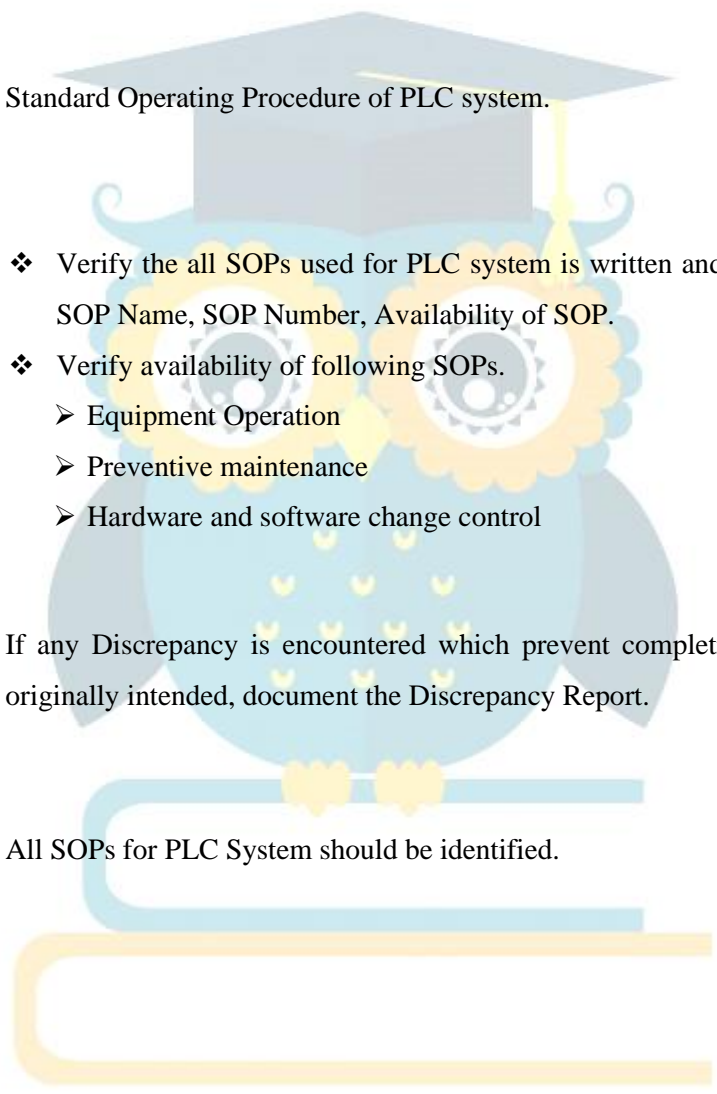 Standard Operating Procedure of PLC system.
❖ Verify the all SOPs used for PLC system is written and
SOP Name, SOP Number, Availability of SOP.
❖ Verify availability of following SOPs.
➢ Equipment Operation
➢ Preventive maintenance
➢ Hardware and software change control
If any Discrepancy is encountered which prevent complet
originally intended, document the Discrepancy Report.
All SOPs for PLC System should be identified.